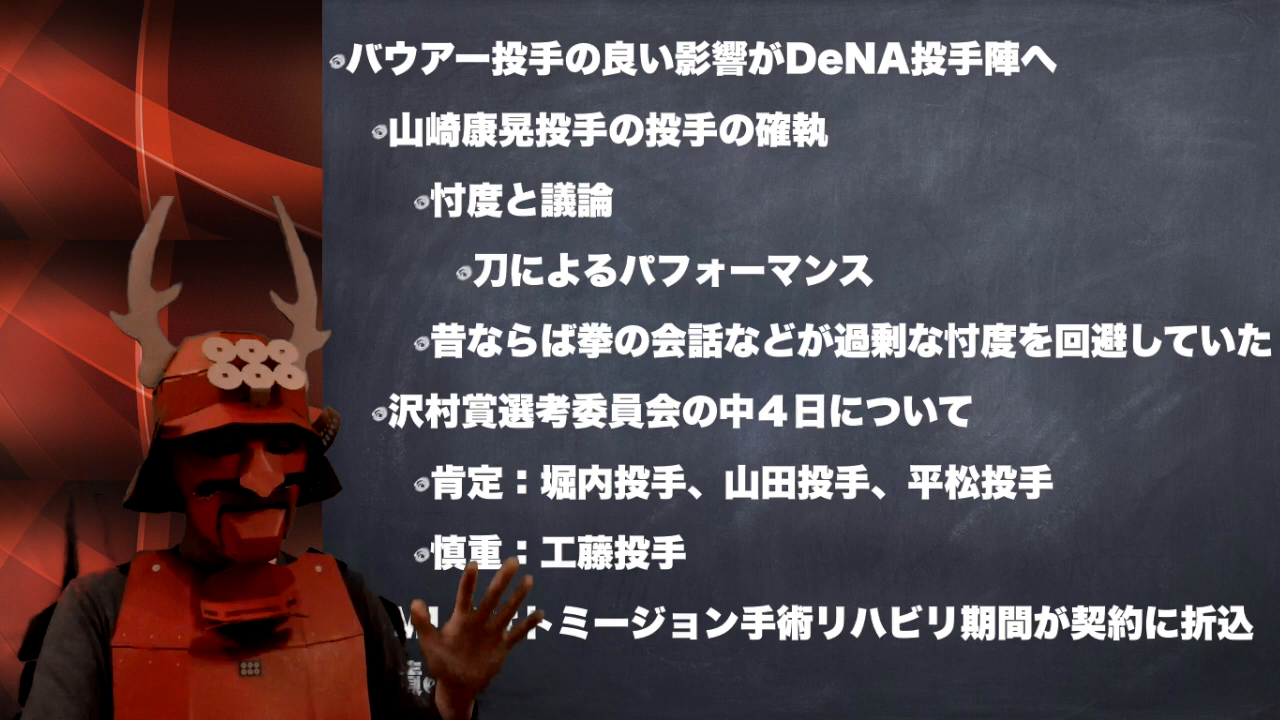 バウアー投手の良い影響がDeNA投手陣へ
山崎康晃投手の投手の確執
忖度と議論
刀によるパフォーマンス
昔ならば拳の会話などが過剰な忖度を回避していた
沢村賞選考委員会の中４日について
肯定：堀内投手、山田投手、平松投手
慎重：工藤投手
トミージョン手術リハビリ期間が契約に折込